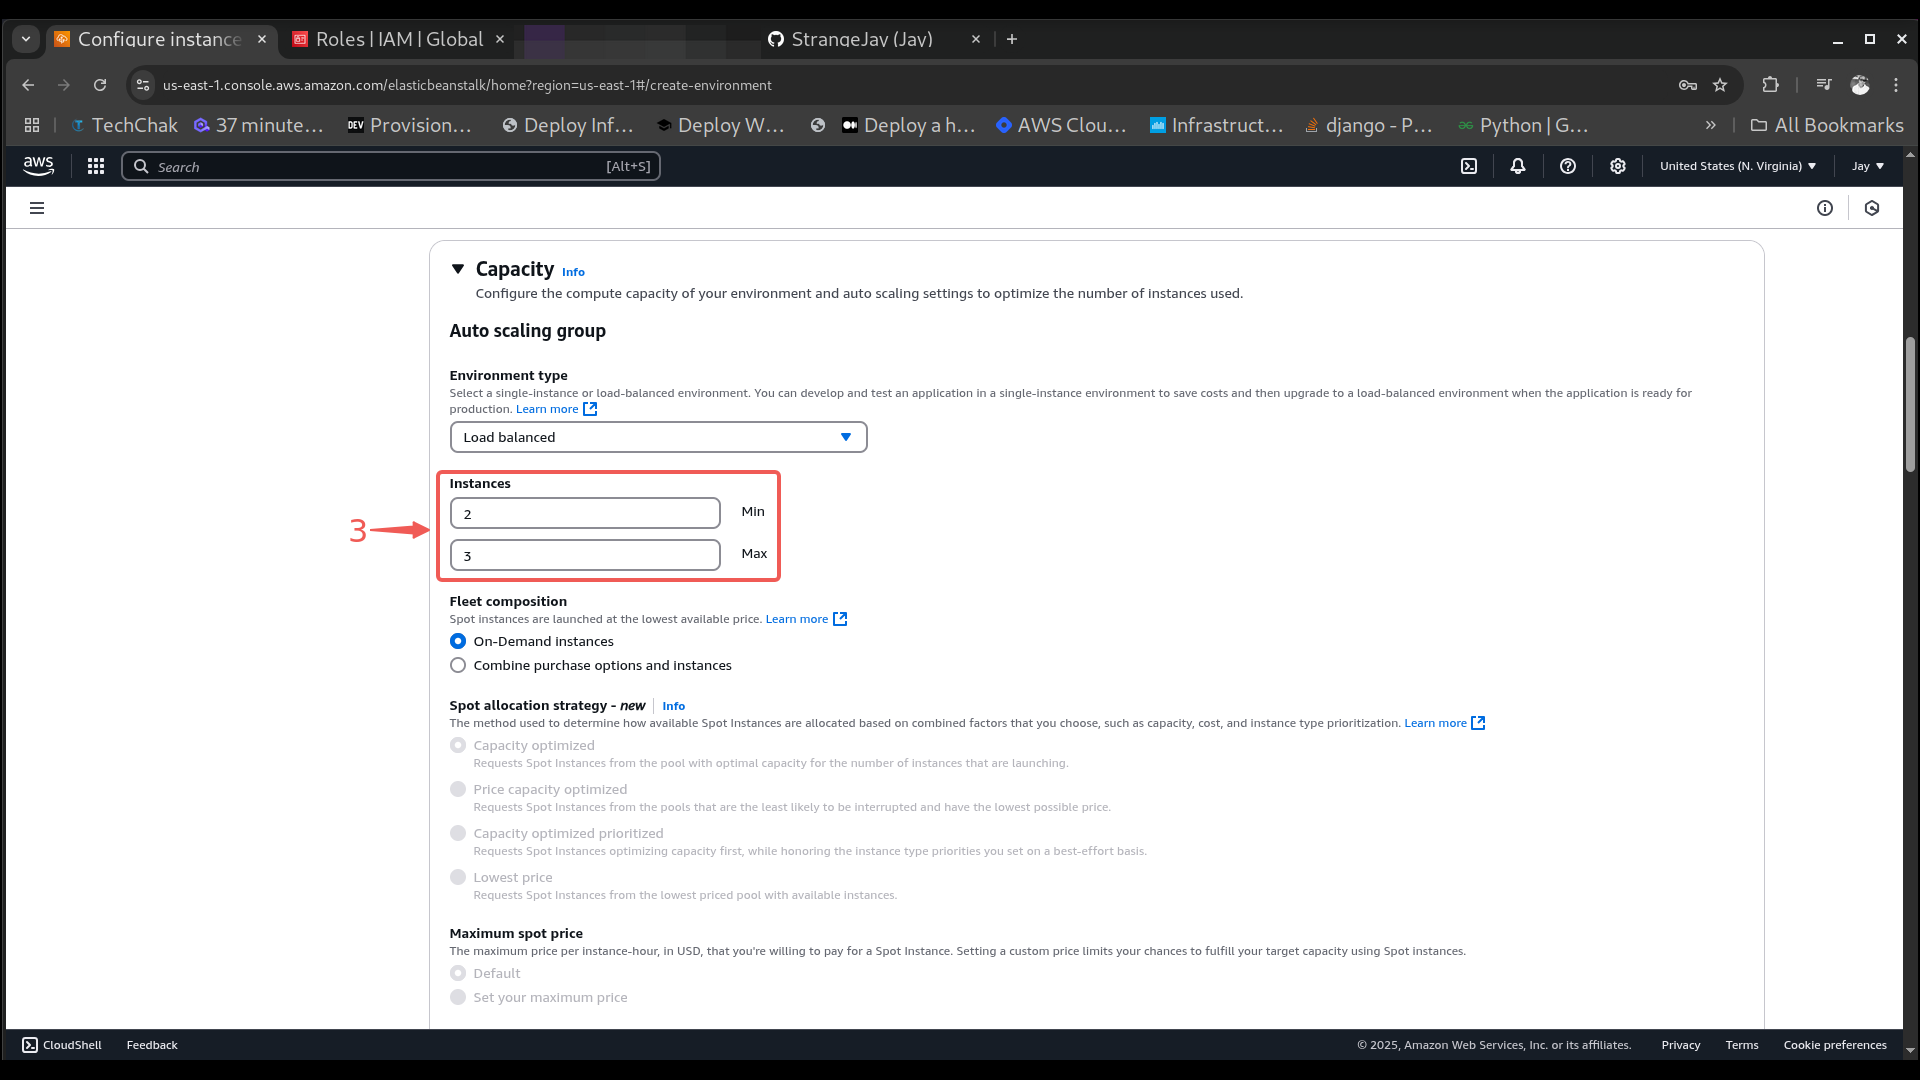 Configure instance
Roles | IAM | Global
StrangeJay (Jay)
us-east-1.console.aws.amazon.com/elasticbeanstalk/home?region=us-east-1#/create-environment
TechChak
37 minute...
DEV Provision...
Deploy Inf...
Deploy W...
Deploy a h...
AWS Clou...
Infrastruct...
django - P...
Python | G...
»
All Bookmarks
aws
Search
[Alt+S]
United States (N. Virginia)
Jay
Capacity Info
Configure the compute capacity of your environment and auto scaling settings to optimize the number of instances used.
Auto scaling group
Environment type
Select a single-instance or load-balanced environment. You can develop and test an application in a single-instance environment to save costs and then upgrade to a load-balanced environment when the application is ready for
production. Learn more
Load balanced
Instances
2 Min
3
3 Max
Fleet composition
Spot instances are launched at the lowest available price. Learn more
On-Demand instances
Combine purchase options and instances
Spot allocation strategy - new Info
The method used to determine how available Spot Instances are allocated based on combined factors that you choose, such as capacity, cost, and instance type prioritization. Learn more
Capacity optimized
Requests Spot Instances from the pool with optimal capacity for the number of instances that are launching.
Price capacity optimized
Requests Spot Instances from the pools that are the least likely to be interrupted and have the lowest possible price.
Capacity optimized prioritized
Requests Spot Instances optimizing capacity first, while honoring the instance type priorities you set on a best-effort basis.
Lowest price
Requests Spot Instances from the lowest priced pool with available instances.
Maximum spot price
The maximum price per instance-hour, in USD, that you're willing to pay for a Spot Instance. Setting a custom price limits your chances to fulfill your target capacity using Spot instances.
Default
Set your maximum price
CloudShell
Feedback
© 2025, Amazon Web Services, Inc. or its affiliates.
Privacy
Terms
Cookie preferences